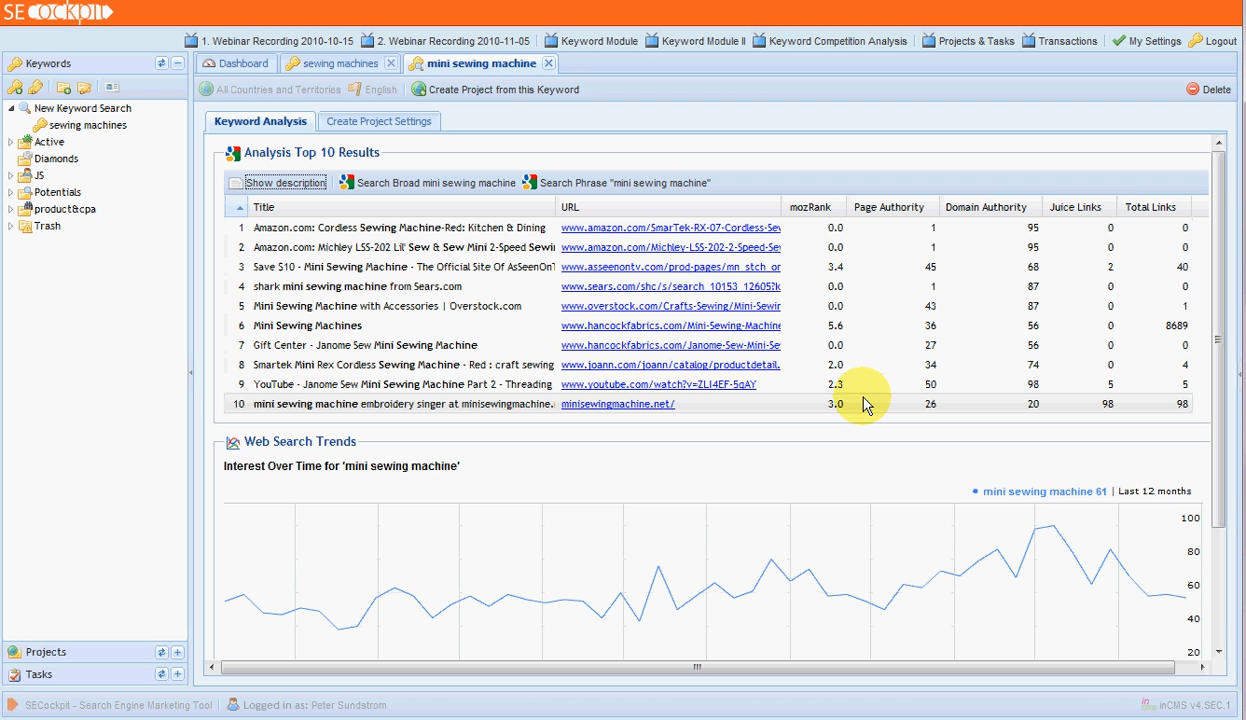 SECockpit
1. Webinar Recording 2010-10-15 2. Webinar Recording 2010-11-05 Keyword Module Keyword Module II Keyword Competition Analysis Projects & Tasks Transactions My Settings Logout
Keywords
Dashboard sewing machines mini sewing machine
All Countries and Territories English Create Project from this Keyword Delete
New Keyword Search
sewing machines
Active
Diamonds
JS
Potentials
product&cpa
Trash
Keyword Analysis Create Project Settings
Analysis Top 10 Results
Show description Search Broad mini sewing machine Search Phrase "mini sewing machine"
Title URL mozRank Page Authority Domain Authority Juice Links Total Links
1 Amazon.com: Cordless Sewing Machine-Red: Kitchen & Dining www.amazon.com/SmarTek-RX-07-Cordless-Sev 0.0 1 95 0 0
2 Amazon.com: Michley LSS-202 Lil' Sew & Sew Mini 2-Speed Sewin www.amazon.com/Michley-LSS-202-2-Speed-Se 0.0 1 95 0 0
3 Save $10 - Mini Sewing Machine - The Official Site Of AsSeenOnT www.asseenontv.com/prod-pages/mn_stch_or 3.4 45 68 2 40
4 shark mini sewing machine from Sears.com www.sears.com/shc/s/search_10153_12605?k 0.0 1 87 0 0
5 Mini Sewing Machine with Accessories | Overstock.com www.overstock.com/Crafts-Sewing/Mini-Sewir 0.0 43 87 0 1
6 Mini Sewing Machines www.hancockfabrics.com/Mini-Sewing-Machine 5.6 36 56 0 8689
7 Gift Center - Janome Sew Mini Sewing Machine www.hancockfabrics.com/Janome-Sew-Mini-Se 0.0 27 56 0 0
8 Smartek Mini Rex Cordless Sewing Machine - Red : craft sewing www.joann.com/joann/catalog/productdetail. 2.0 34 74 0 4
9 YouTube - Janome Sew Mini Sewing Machine Part 2 - Threading www.youtube.com/watch?v=ZLI4EF-5qAY 2.3 50 98 5 5
10 mini sewing machine embroidery singer at minisewingmachine. minisewingmachine.net/ 3.0 26 20 98 98
Web Search Trends
Interest Over Time for 'mini sewing machine'
mini sewing machine 61 | Last 12 months
100
80
60
40
20
Projects
Tasks
SECockpit - Search Engine Marketing Tool Logged in as: Peter Sundstrom inCMS v4.SEC.1